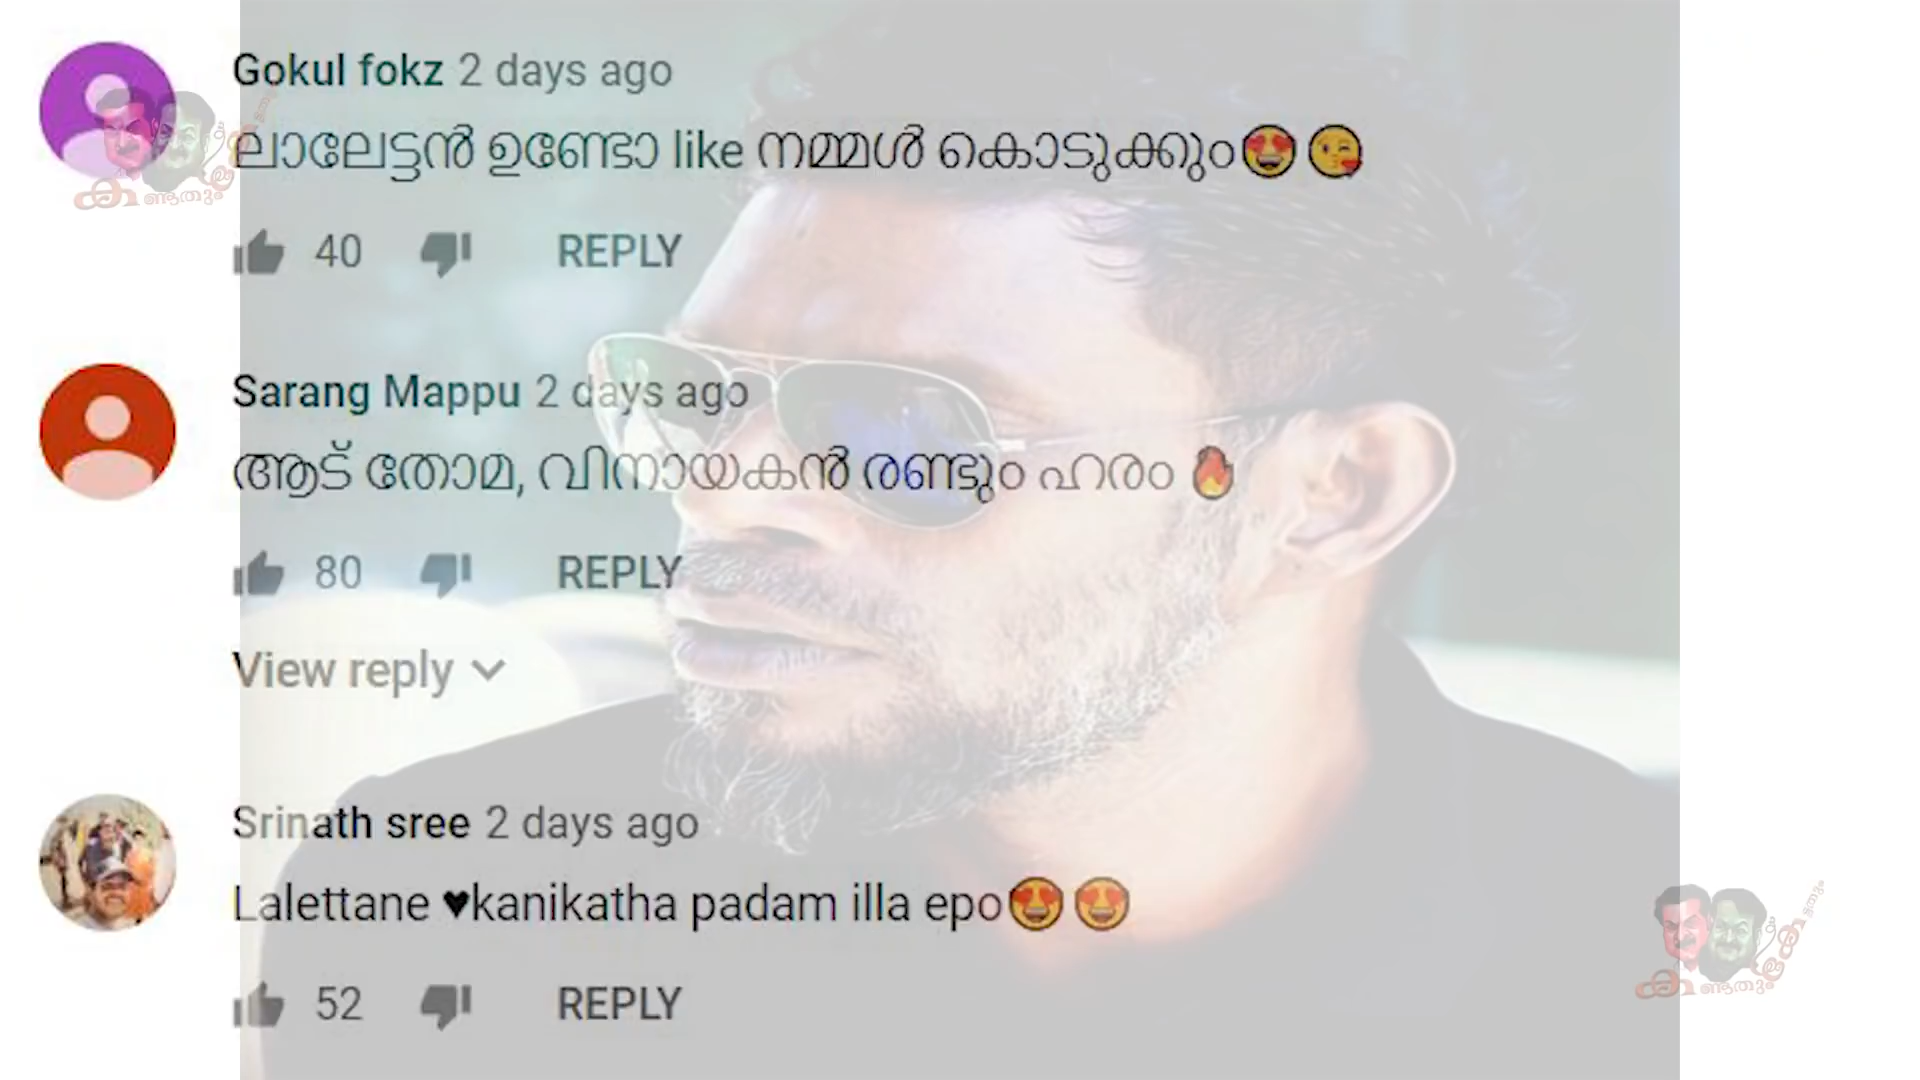 Gokul fokz 2 days ago
ലാലേട്ടൻ ഉണ്ടോ like നമ്മൾ കൊടുക്കും😍😘
40 REPLY
Sarang Mappu 2 days ago
ആട് തോമ, വിനായകൻ രണ്ടും ഹരം 🔥
80 REPLY
View reply
Srinath sree 2 days ago
Lalettane ♥kanikatha padam illa epo😍😍
52 REPLY